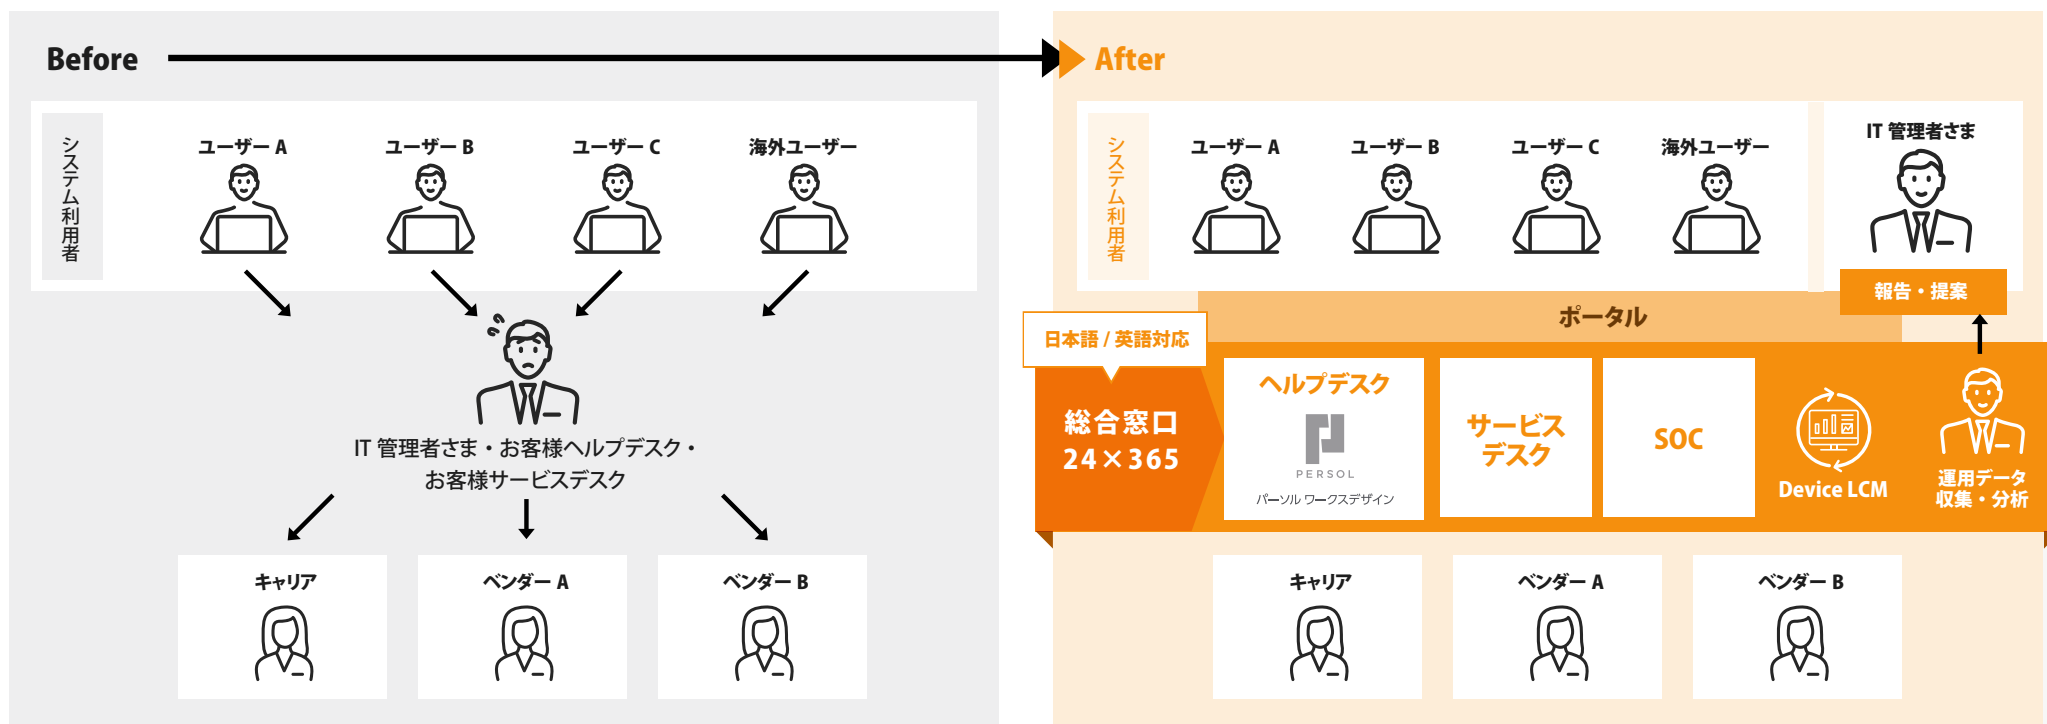 Before
システム利用者
ユーザー A
ユーザー B
ユーザー C
海外ユーザー
IT 管理者さま・お客様ヘルプデスク・
お客様サービスデスク
キャリア
ベンダー A
ベンダー B
After
システム利用者
ユーザー A
ユーザー B
ユーザー C
海外ユーザー
IT 管理者さま
報告・提案
ポータル
日本語 / 英語対応
総合窓口
24×365
ヘルプデスク
PERSOL
パーソル ワークスデザイン
サービス
デスク
SOC
Device LCM
運用データ
収集・分析
キャリア
ベンダー A
ベンダー B